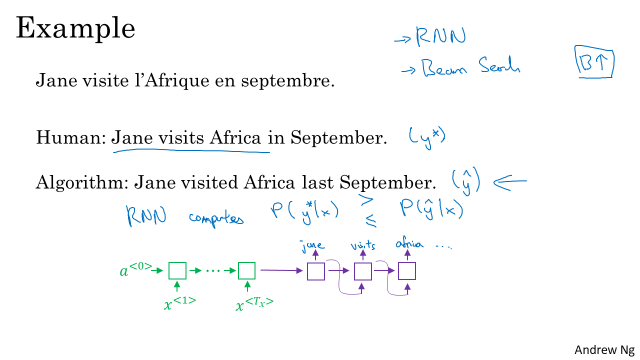 Example
→ RNN
→ Beam Search
B↑
Jane visite l'Afrique en septembre.
Human: Jane visits Africa in September. (y*)
Algorithm: Jane visited Africa last September. (ŷ) ←
RNN computes P(y*|x) > ≤ P(ŷ|x)
jane visits africa ...
a<0> ...
x<1> x<Tx>
Andrew Ng